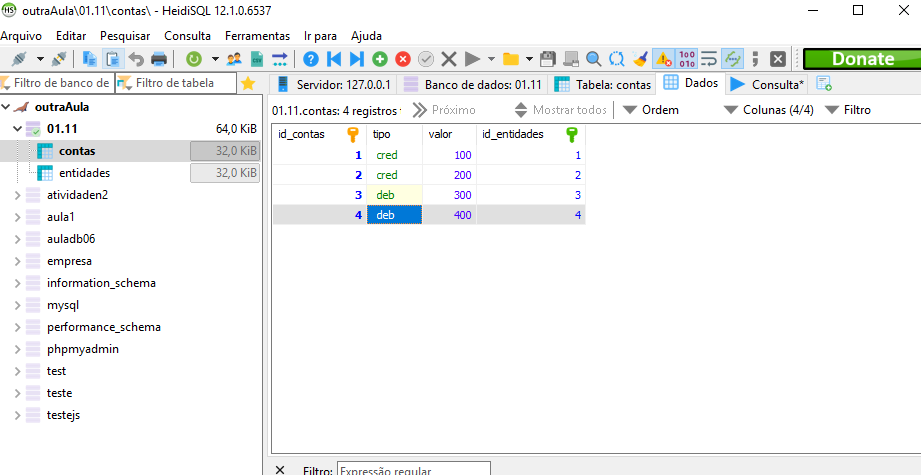 outraAula\01.11\contas\ - HeidiSQL 12.1.0.6537
Arquivo Editar Pesquisar Consulta Ferramentas Ir para Ajuda
Donate
Filtro de banco de Filtro de tabela
Servidor: 127.0.0.1 Banco de dados: 01.11 Tabela: contas Dados Consulta*
outraAula
01.11 64,0 KiB
contas 32,0 KiB
entidades 32,0 KiB
atividaden2
aula1
auladb06
empresa
information_schema
mysql
performance_schema
phpmyadmin
test
teste
testejs
01.11.contas: 4 registros Próximo Mostrar todos Ordem Colunas (4/4) Filtro
id_contas tipo valor id_entidades
1 cred 100 1
2 cred 200 2
3 deb 300 3
4 deb 400 4
Filtro: Expressão regular